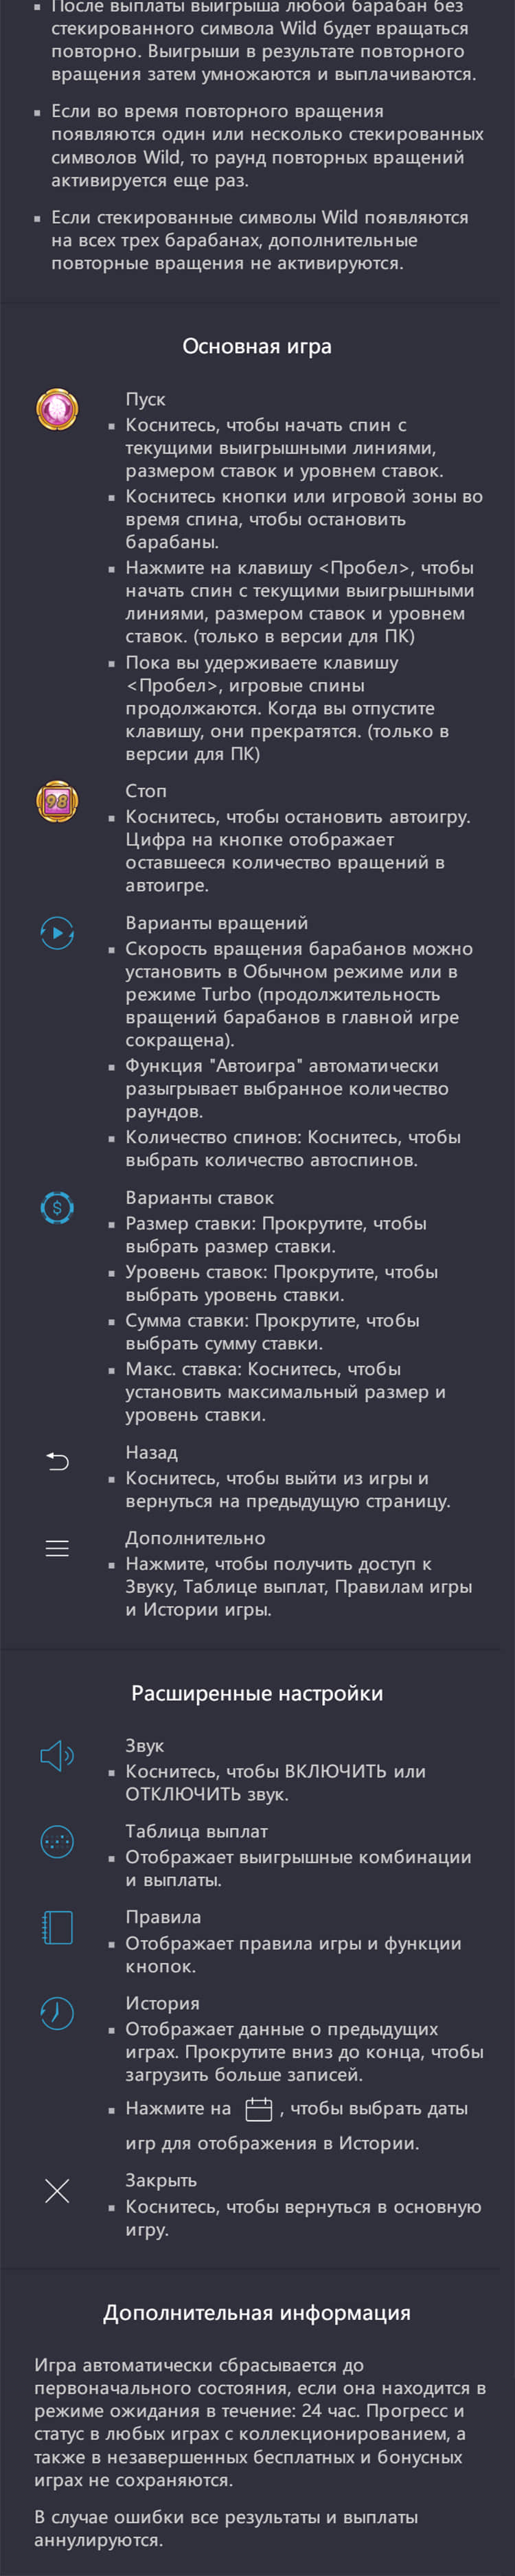 ▪ После выплаты выигрыша любой барабан без
стекированного символа Wild будет вращаться
повторно. Выигрыши в результате повторного
вращения затем умножаются и выплачиваются.
▪ Если во время повторного вращения
появляются один или несколько стекированных
символов Wild, то раунд повторных вращений
активируется еще раз.
▪ Если стекированные символы Wild появляются
на всех трех барабанах, дополнительные
повторные вращения не активируются.
Основная игра
Пуск
▪ Коснитесь, чтобы начать спин с
текущими выигрышными линиями,
размером ставок и уровнем ставок.
▪ Коснитесь кнопки или игровой зоны во
время спина, чтобы остановить
барабаны.
▪ Нажмите на клавишу <Пробел>, чтобы
начать спин с текущими выигрышными
линиями, размером ставок и уровнем
ставок. (только в версии для ПК)
▪ Пока вы удерживаете клавишу
<Пробел>, игровые спины
продолжаются. Когда вы отпустите
клавишу, они прекратятся. (только в
версии для ПК)
98
Стоп
▪ Коснитесь, чтобы остановить автоигру.
Цифра на кнопке отображает
оставшееся количество вращений в
автоигре.
Варианты вращений
▪ Скорость вращения барабанов можно
установить в Обычном режиме или в
режиме Turbo (продолжительность
вращений барабанов в главной игре
сокращена).
▪ Функция "Автоигра" автоматически
разыгрывает выбранное количество
раундов.
▪ Количество спинов: Коснитесь, чтобы
выбрать количество автоспинов.
$
Варианты ставок
▪ Размер ставки: Прокрутите, чтобы
выбрать размер ставки.
▪ Уровень ставок: Прокрутите, чтобы
выбрать уровень ставки.
▪ Сумма ставки: Прокрутите, чтобы
выбрать сумму ставки.
▪ Макс. ставка: Коснитесь, чтобы
установить максимальный размер и
уровень ставки.
Назад
▪ Коснитесь, чтобы выйти из игры и
вернуться на предыдущую страницу.
Дополнительно
▪ Нажмите, чтобы получить доступ к
Звуку, Таблице выплат, Правилам игры
и Истории игры.
Расширенные настройки
Звук
▪ Коснитесь, чтобы ВКЛЮЧИТЬ или
ОТКЛЮЧИТЬ звук.
Таблица выплат
▪ Отображает выигрышные комбинации
и выплаты.
Правила
▪ Отображает правила игры и функции
кнопок.
История
▪ Отображает данные о предыдущих
играх. Прокрутите вниз до конца, чтобы
загрузить больше записей.
▪ Нажмите на , чтобы выбрать даты
игр для отображения в Истории.
Закрыть
▪ Коснитесь, чтобы вернуться в основную
игру.
Дополнительная информация
Игра автоматически сбрасывается до
первоначального состояния, если она находится в
режиме ожидания в течение: 24 час. Прогресс и
статус в любых играх с коллекционированием, а
также в незавершенных бесплатных и бонусных
играх не сохраняются.
В случае ошибки все результаты и выплаты
аннулируются.